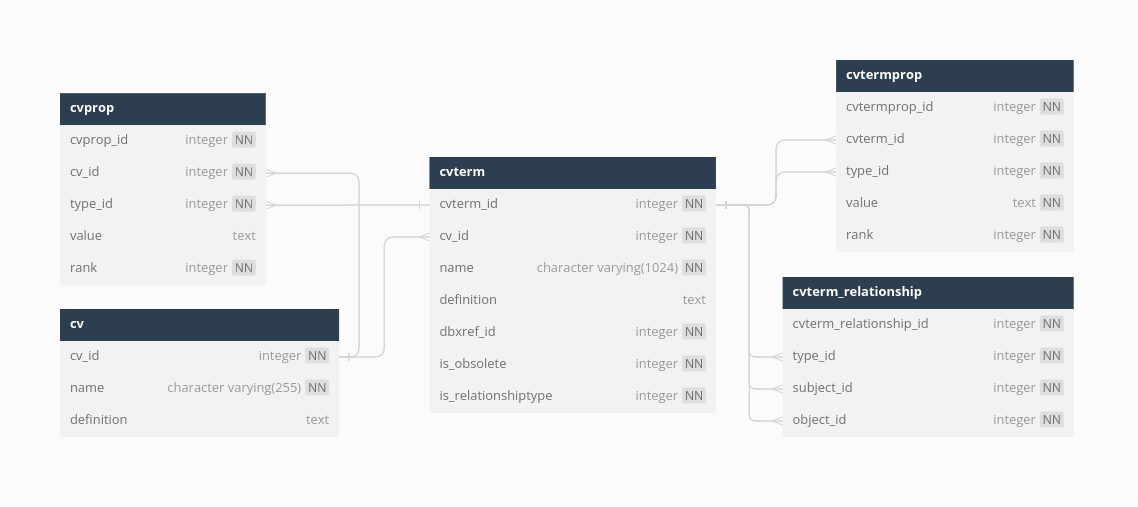 cvprop
cvprop_id integer NN
cv_id integer NN
type_id integer NN
value text
rank integer NN
cv
cv_id integer NN
name character varying(255) NN
definition text
cvterm
cvterm_id integer NN
cv_id integer NN
name character varying(1024) NN
definition text
dbxref_id integer NN
is_obsolete integer NN
is_relationshiptype integer NN
cvtermprop
cvtermprop_id integer NN
cvterm_id integer NN
type_id integer NN
value text NN
rank integer NN
cvterm_relationship
cvterm_relationship_id integer NN
type_id integer NN
subject_id integer NN
object_id integer NN